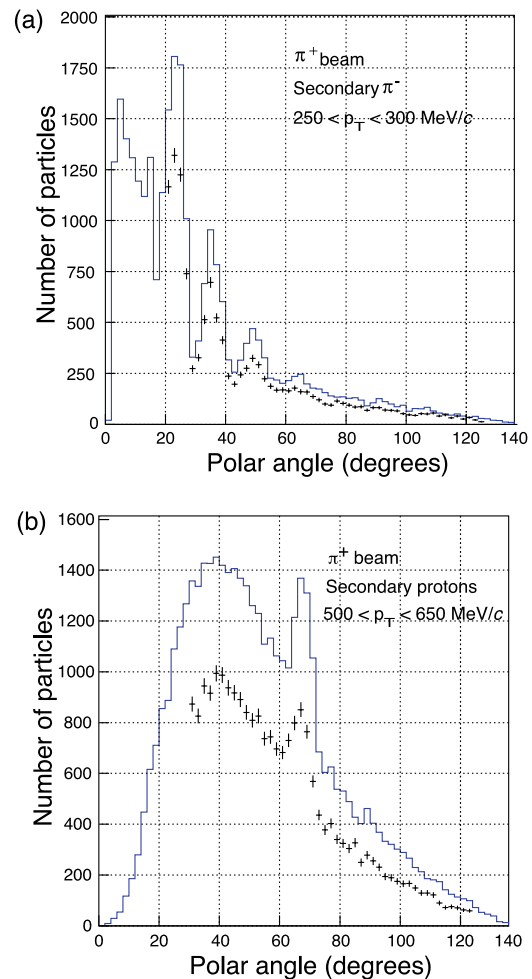 (a)
2000
1750
1500
1250
1000
750
500
250
0
π⁺ beam
Secondary π⁻
250 < p_T < 300 MeV/c
Number of particles
0 20 40 60 80 100 120 140
Polar angle (degrees)
(b)
1600
1400
1200
1000
800
600
400
200
0
π⁺ beam
Secondary protons
500 < p_T < 650 MeV/c
Number of particles
0 20 40 60 80 100 120 140
Polar angle (degrees)